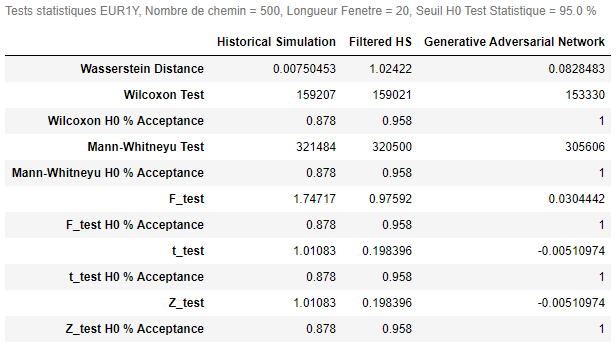 Tests statistiques EUR1Y, Nombre de chemin = 500, Longueur Fenetre = 20, Seuil H0 Test Statistique = 95.0 %
Historical Simulation Filtered HS Generative Adversarial Network
Wasserstein Distance 0.00750453 1.02422 0.0828483
Wilcoxon Test 159207 159021 153330
Wilcoxon H0 % Acceptance 0.878 0.958 1
Mann-Whitneyu Test 321484 320500 305606
Mann-Whitneyu H0 % Acceptance 0.878 0.958 1
F_test 1.74717 0.97592 0.0304442
F_test H0 % Acceptance 0.878 0.958 1
t_test 1.01083 0.198396 -0.00510974
t_test H0 % Acceptance 0.878 0.958 1
Z_test 1.01083 0.198396 -0.00510974
Z_test H0 % Acceptance 0.878 0.958 1